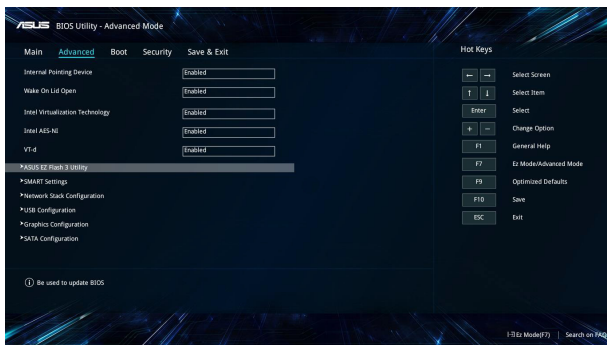 ASUS BIOS Utility - Advanced Mode
Main Advanced Boot Security Save & Exit
Hot Keys
Internal Pointing Device Enabled
Wake On Lid Open Enabled
Intel Virtualization Technology Enabled
Intel AES-NI Enabled
VT-d Enabled
ASUS EZ Flash 3 Utility
SMART Settings
Network Stack Configuration
USB Configuration
Graphics Configuration
SATA Configuration
← → Select Screen
↑ ↓ Select Item
Enter Select
+ - Change Option
F1 General Help
F7 Ez Mode/Advanced Mode
F9 Optimized Defaults
F10 Save
ESC Exit
Be used to update BIOS
Ez Mode(F7) | Search on FAQ